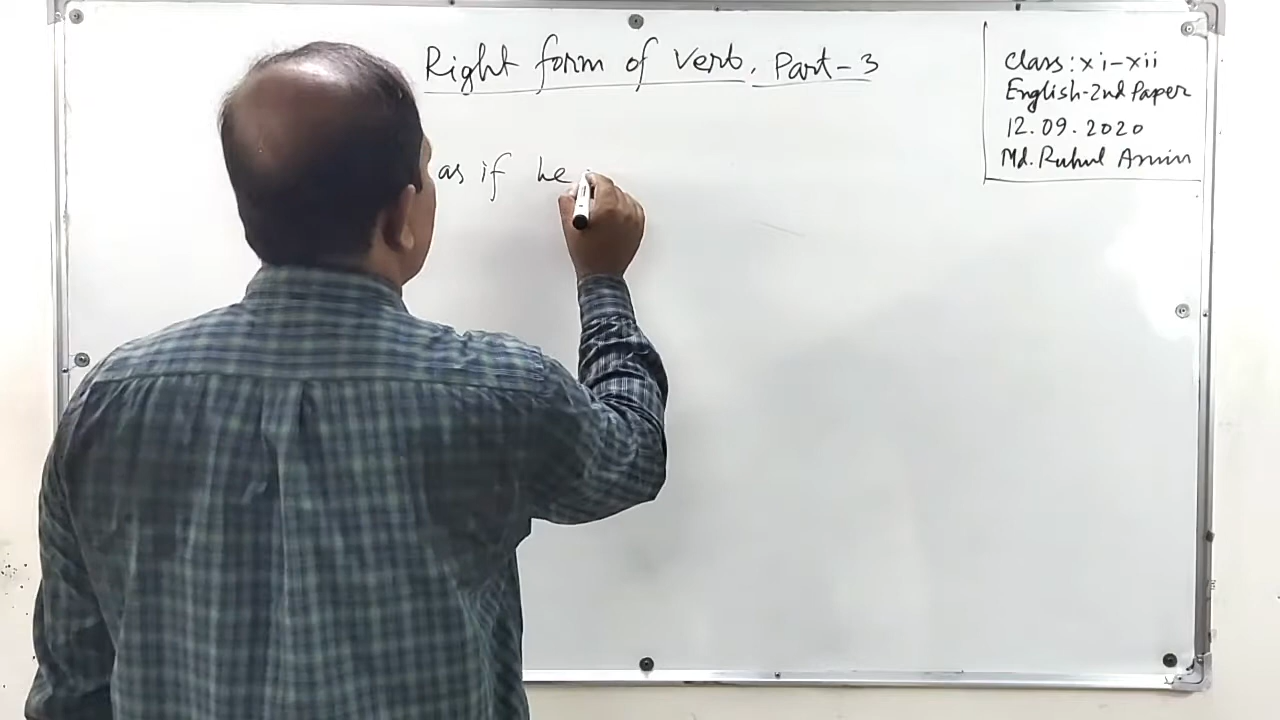 Right form of verb. Part-3
Class: xi-xii
English-2nd Paper
12.09.2020
Md. Ruhul Amin
as if he